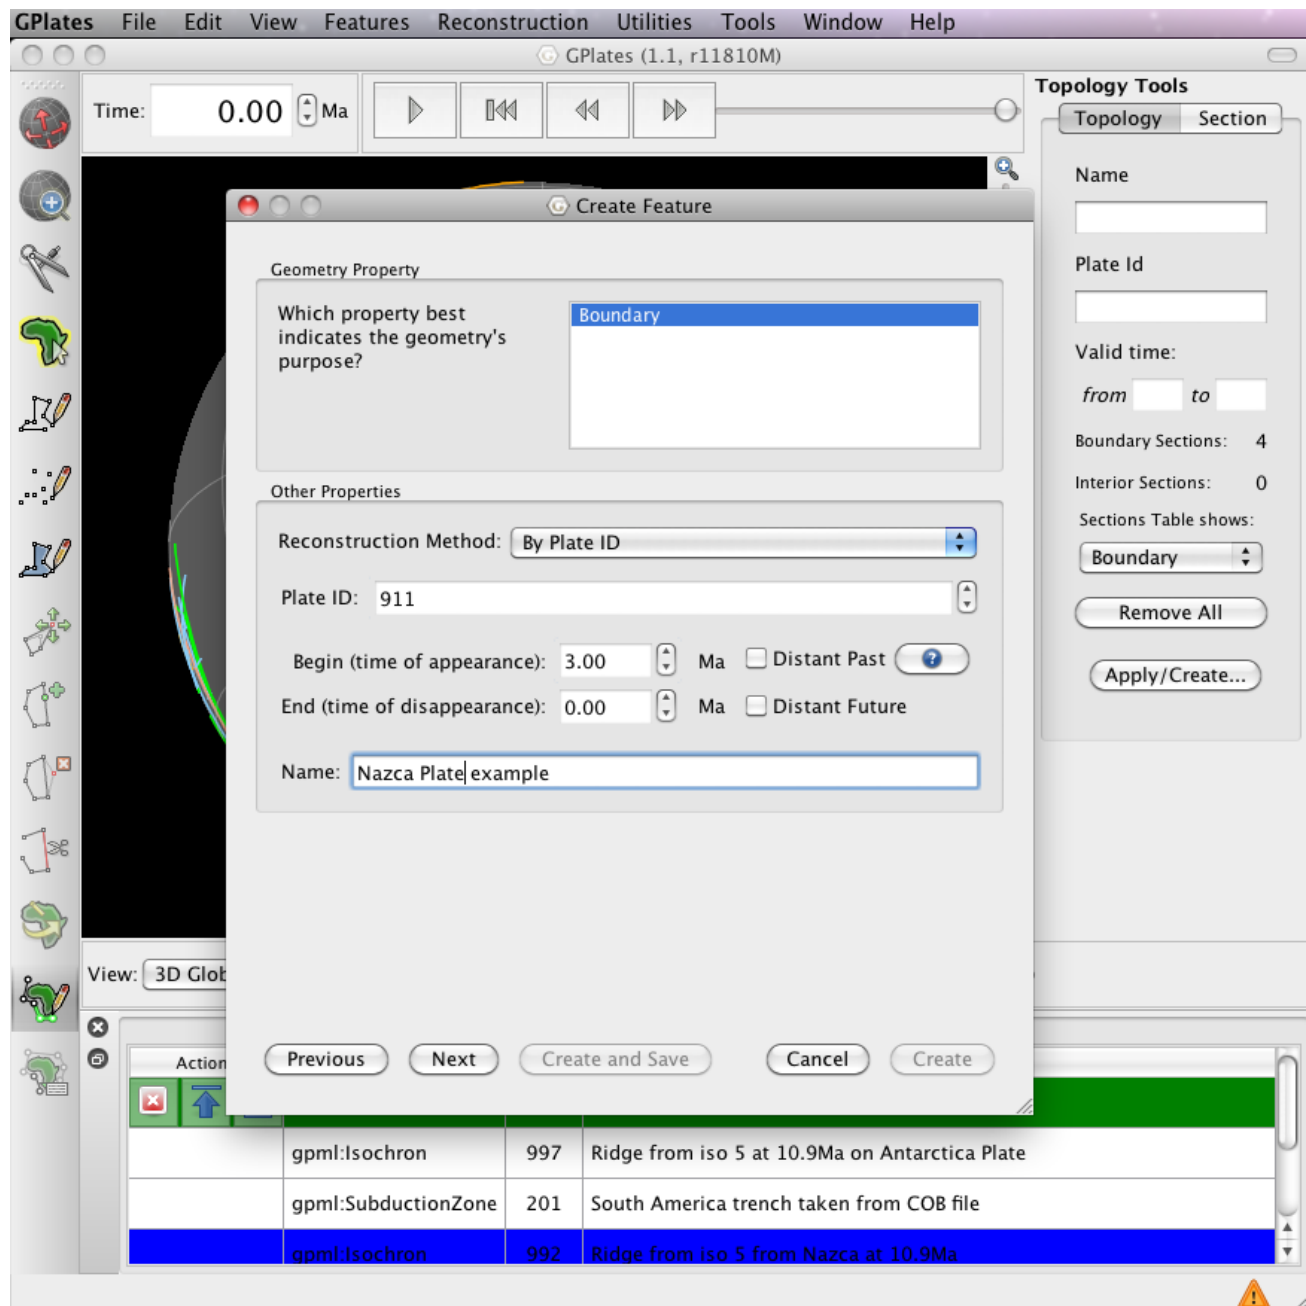 GPlates File Edit View Features Reconstruction Utilities Tools Window Help
GPlates (1.1, r11810M)
Time: 0.00 Ma
Topology Tools
Topology Section
Name
Plate Id
Valid time:
from to
Boundary Sections: 4
Interior Sections: 0
Sections Table shows:
Boundary
Remove All
Apply/Create...
Create Feature
Geometry Property
Which property best
indicates the geometry's
purpose?
Boundary
Other Properties
Reconstruction Method: By Plate ID
Plate ID: 911
Begin (time of appearance): 3.00 Ma Distant Past ?
End (time of disappearance): 0.00 Ma Distant Future
Name: Nazca Plate example
Previous Next Create and Save Cancel Create
View: 3D Glob
Action
gpml:Isochron 997 Ridge from iso 5 at 10.9Ma on Antarctica Plate
gpml:SubductionZone 201 South America trench taken from COB file
gpml:Isochron 992 Ridge from iso 5 from Nazca at 10.9Ma